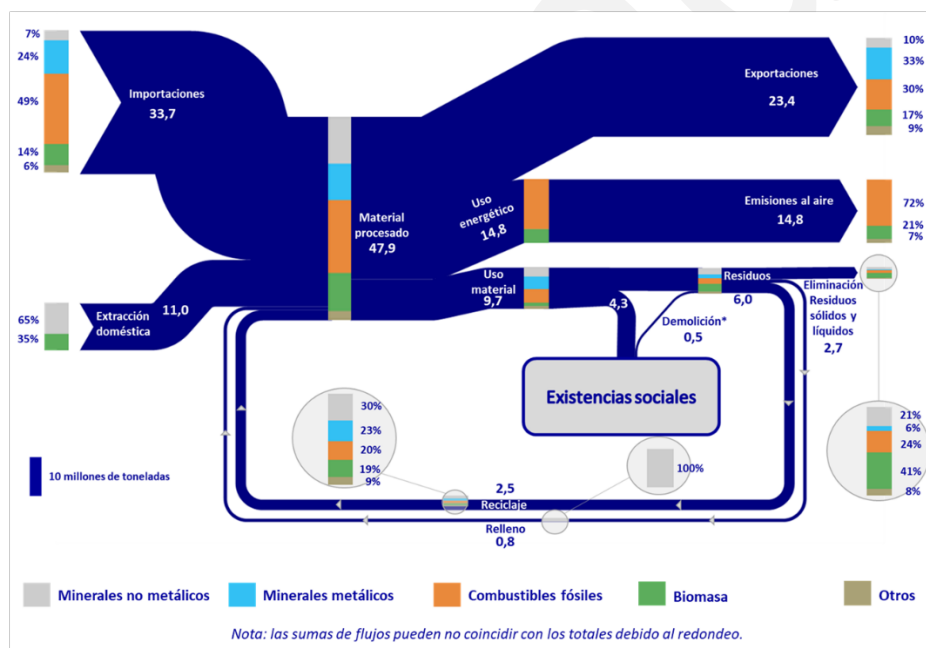 7%
24%
49%
14%
6%
Importaciones
33,7
65%
35%
Extracción
doméstica
11,0
Material
procesado
47,9
Uso
energético
14,8
Uso
material
9,7
4,3
Exportaciones
23,4
10%
33%
30%
17%
9%
Emisiones al aire
14,8
72%
21%
7%
Residuos
6,0
Demolición*
0,5
Eliminación
Residuos
sólidos y
líquidos
2,7
Existencias sociales
30%
23%
20%
19%
9%
100%
21%
6%
24%
41%
8%
2,5
Reciclaje
Relleno
0,8
10 millones de toneladas
Minerales no metálicos
Minerales metálicos
Combustibles fósiles
Biomasa
Otros
Nota: las sumas de flujos pueden no coincidir con los totales debido al redondeo.